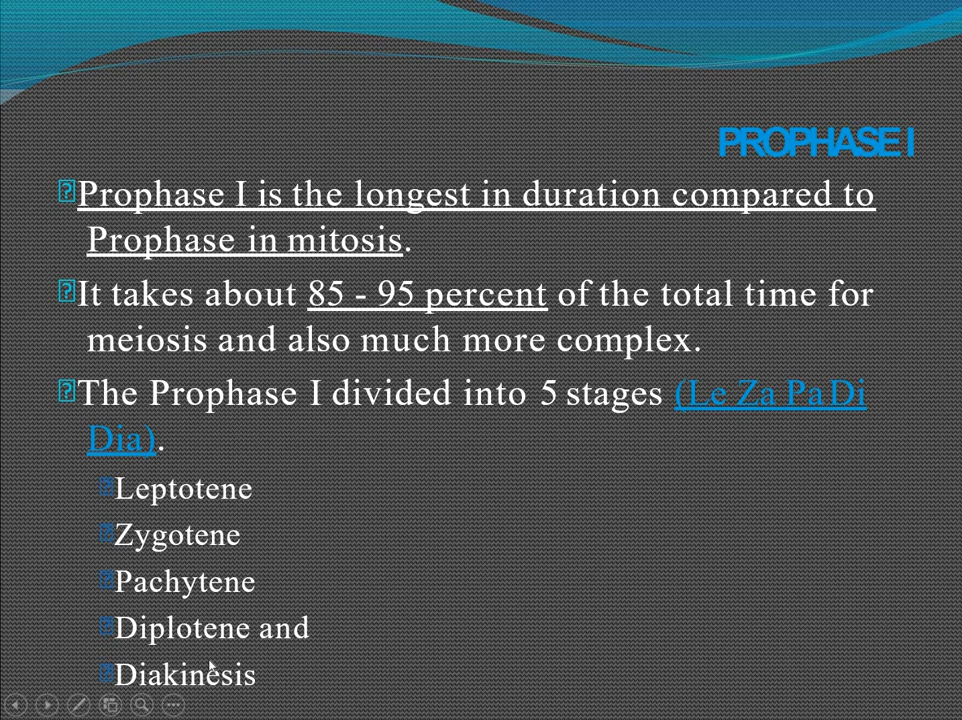 PROPHASE I
Prophase I is the longest in duration compared to
Prophase in mitosis.
It takes about 85 - 95 percent of the total time for
meiosis and also much more complex.
The Prophase I divided into 5 stages (Le Za Pa Di
Dia).
Leptotene
Zygotene
Pachytene
Diplotene and
Diakinesis